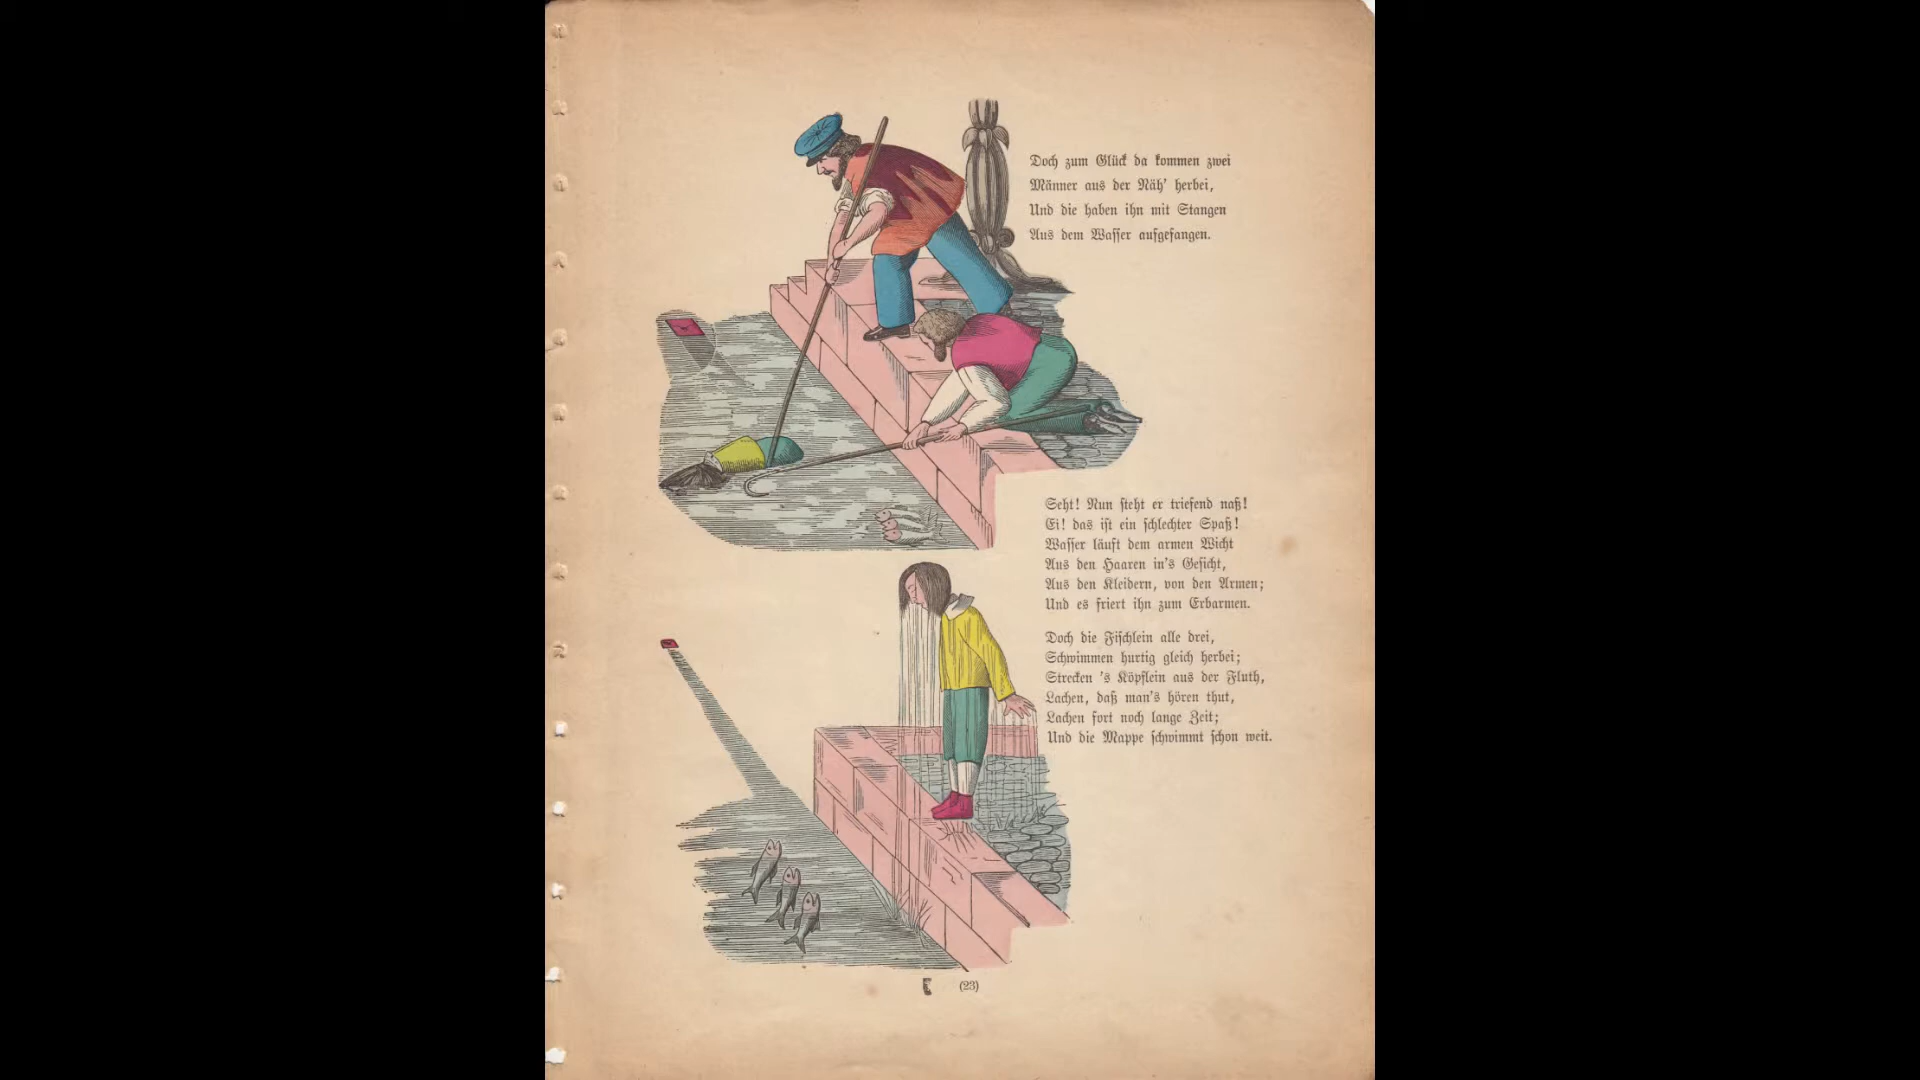 Doch zum Glück da kommen zwei
Männer aus der Näh' herbei,
Und die haben ihn mit Stangen
Aus dem Wasser aufgefangen.
Seht! Nun steht er triefend naß!
Ei! das ist ein schlechter Spaß!
Wasser läuft dem armen Wicht
Aus den Haaren in's Gesicht,
Aus den Kleidern, von den Armen;
Und es friert ihn zum Erbarmen.
Doch die Fischlein alle drei,
Schwimmen hurtig gleich herbei;
Strecken 's Köpflein aus der Fluth,
Lachen, daß man's hören thut,
Lachen fort noch lange Zeit;
Und die Mappe schwimmt schon weit.
(23)